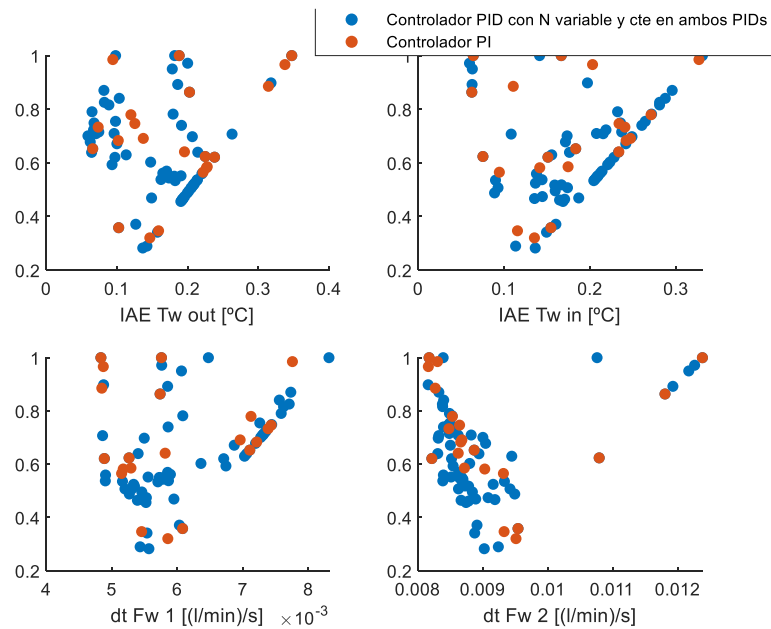 Controlador PID con N variable y cte en ambos PIDs
Controlador PI
1
0.8
0.6
0.4
0.2
0 0.1 0.2 0.3 0.4
IAE Tw out [ºC]
1
0.8
0.6
0.4
0.2
0 0.1 0.2 0.3
IAE Tw in [ºC]
1
0.8
0.6
0.4
0.2
4 5 6 7 8
dt Fw 1 [(l/min)/s] ×10⁻³
1
0.8
0.6
0.4
0.2
0.008 0.009 0.01 0.011 0.012
dt Fw 2 [(l/min)/s]